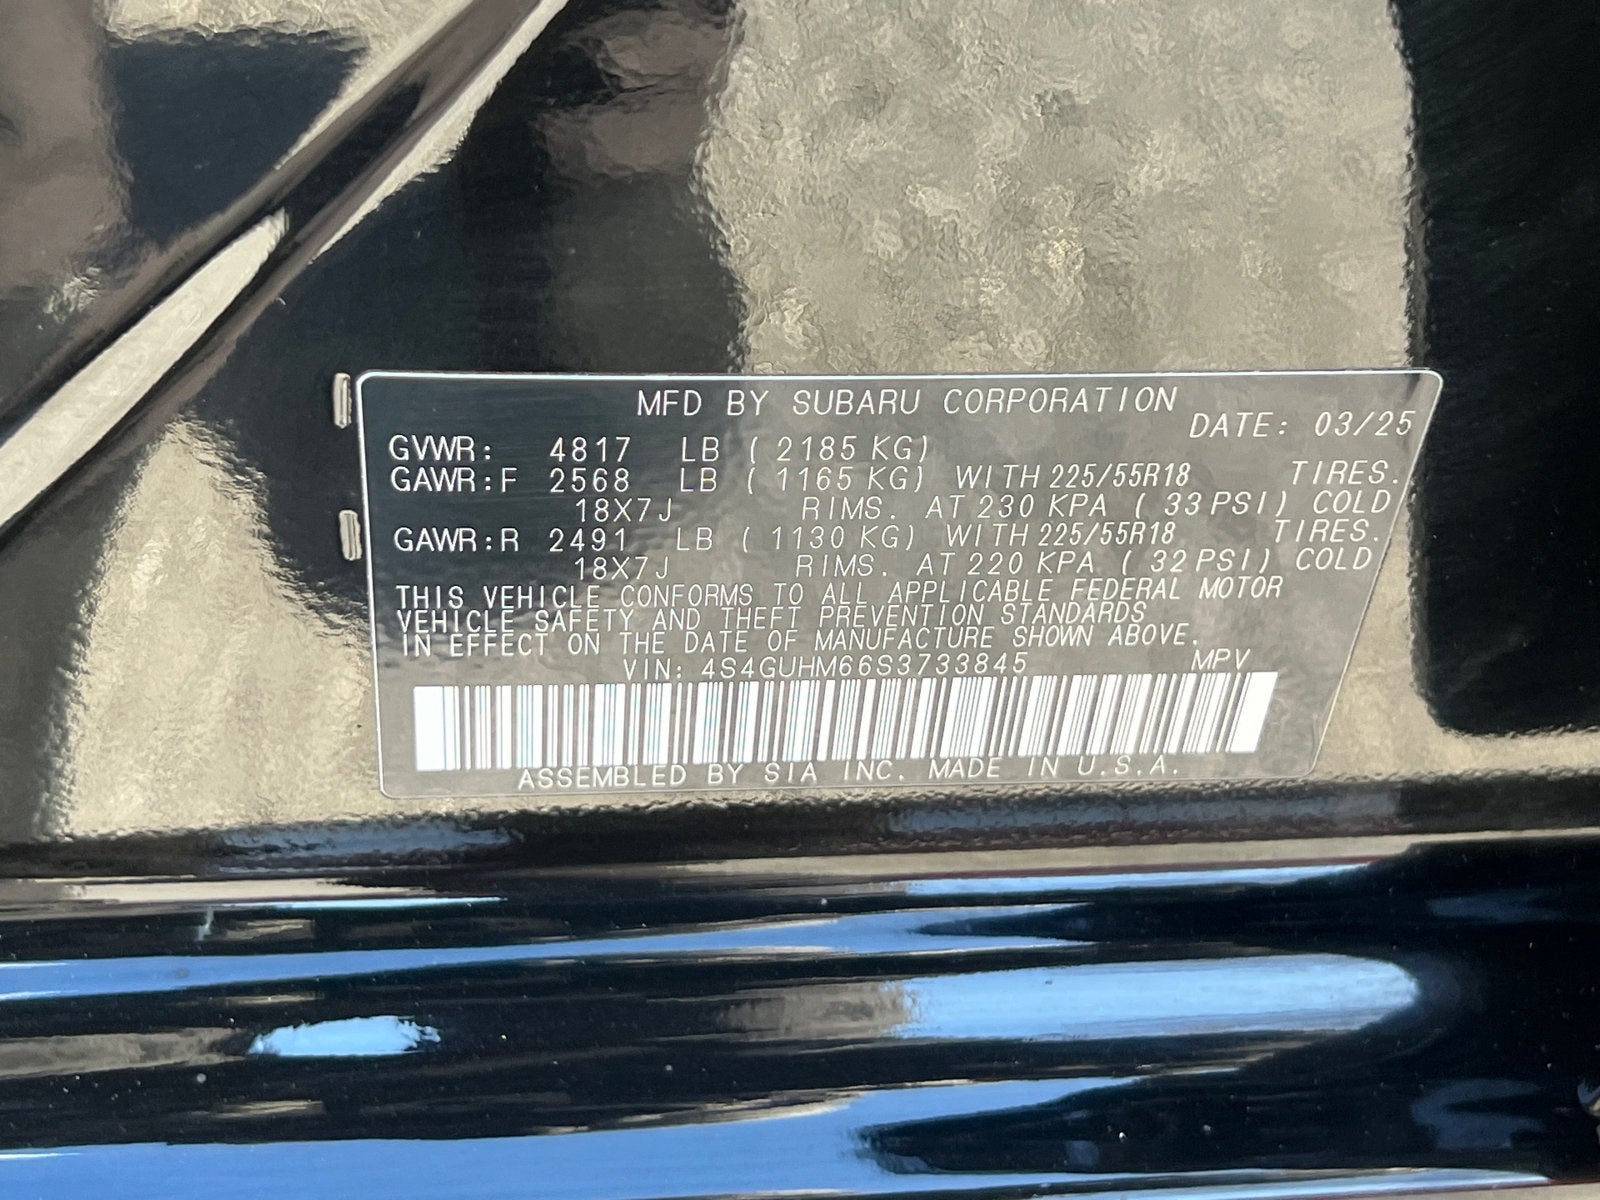 MFD BY SUBARU CORPORATION
DATE: 03/25
GVWR: 4817 LB ( 2185 KG)
GAWR:F 2568 LB ( 1165 KG) WITH 225/55R18 TIRES.
18X7J RIMS. AT 230 KPA ( 33 PSI) COLD
GAWR:R 2491 LB ( 1130 KG) WITH 225/55R18 TIRES.
18X7J RIMS. AT 220 KPA ( 32 PSI) COLD
THIS VEHICLE CONFORMS TO ALL APPLICABLE FEDERAL MOTOR
VEHICLE SAFETY AND THEFT PREVENTION STANDARDS
IN EFFECT ON THE DATE OF MANUFACTURE SHOWN ABOVE.
VIN: 4S4GUHM66S3733845 MPV
ASSEMBLED BY SIA INC. MADE IN U.S.A.